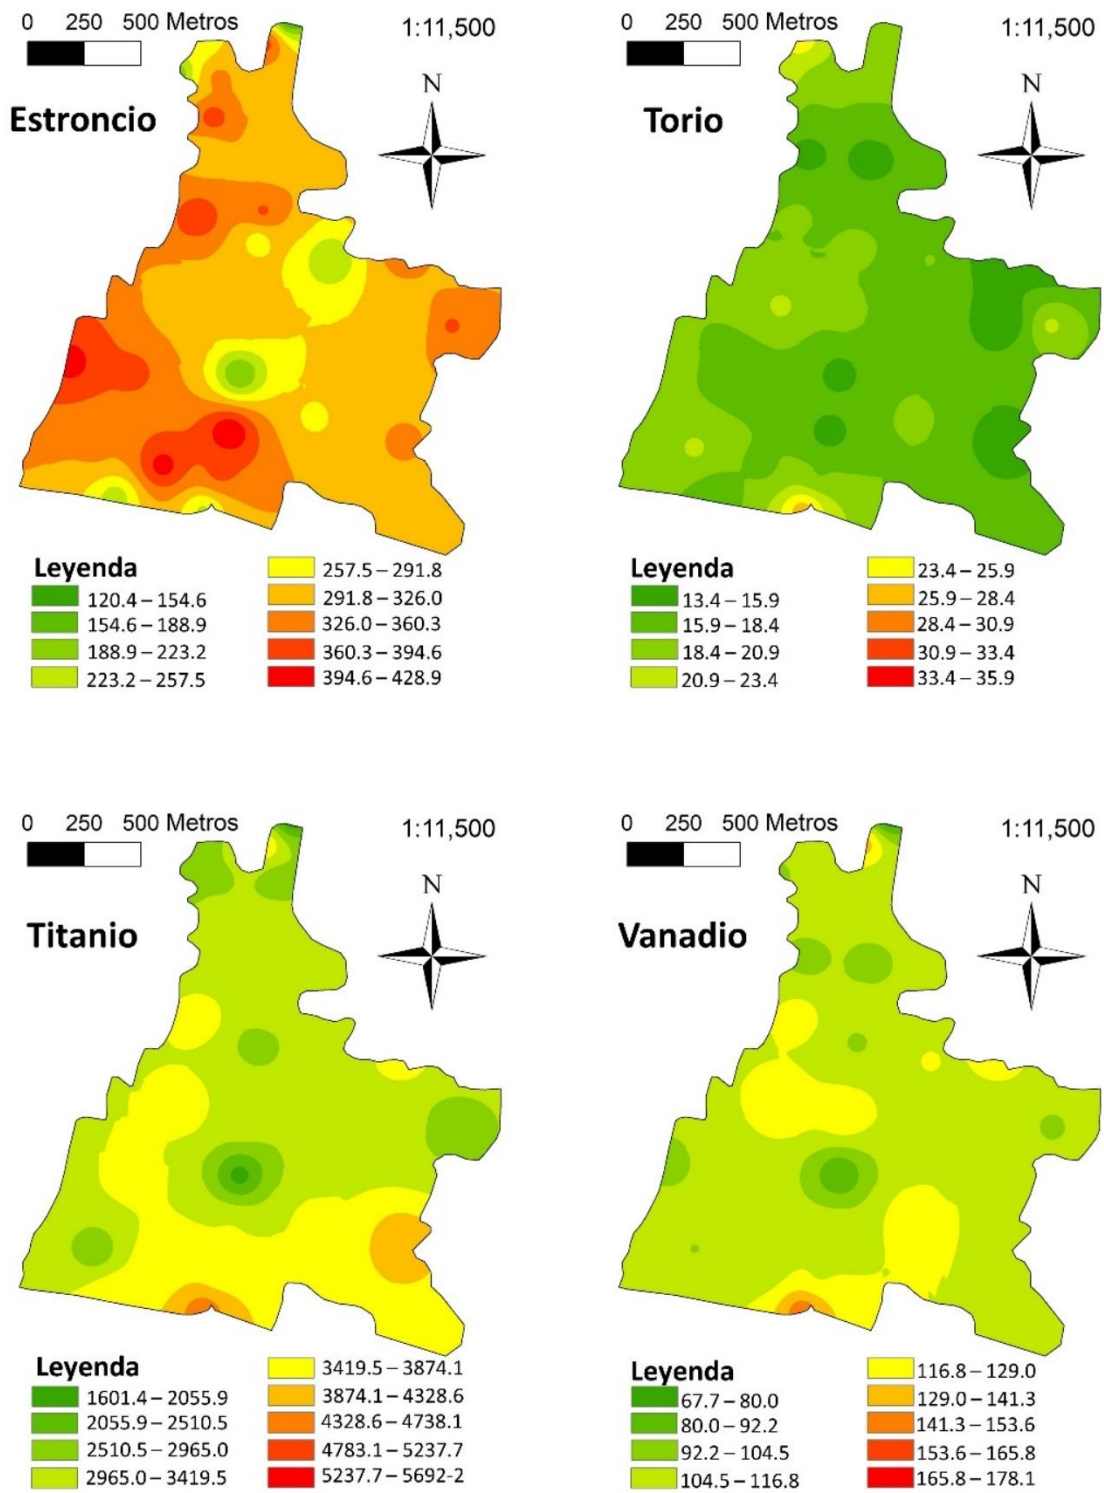 0 250 500 Metros 1:11,500
N
Estroncio
Leyenda
120.4 – 154.6
154.6 – 188.9
188.9 – 223.2
223.2 – 257.5
257.5 – 291.8
291.8 – 326.0
326.0 – 360.3
360.3 – 394.6
394.6 – 428.9
0 250 500 Metros 1:11,500
N
Torio
Leyenda
13.4 – 15.9
15.9 – 18.4
18.4 – 20.9
20.9 – 23.4
23.4 – 25.9
25.9 – 28.4
28.4 – 30.9
30.9 – 33.4
33.4 – 35.9
0 250 500 Metros 1:11,500
N
Titanio
Leyenda
1601.4 – 2055.9
2055.9 – 2510.5
2510.5 – 2965.0
2965.0 – 3419.5
3419.5 – 3874.1
3874.1 – 4328.6
4328.6 – 4738.1
4783.1 – 5237.7
5237.7 – 5692-2
0 250 500 Metros 1:11,500
N
Vanadio
Leyenda
67.7 – 80.0
80.0 – 92.2
92.2 – 104.5
104.5 – 116.8
116.8 – 129.0
129.0 – 141.3
141.3 – 153.6
153.6 – 165.8
165.8 – 178.1